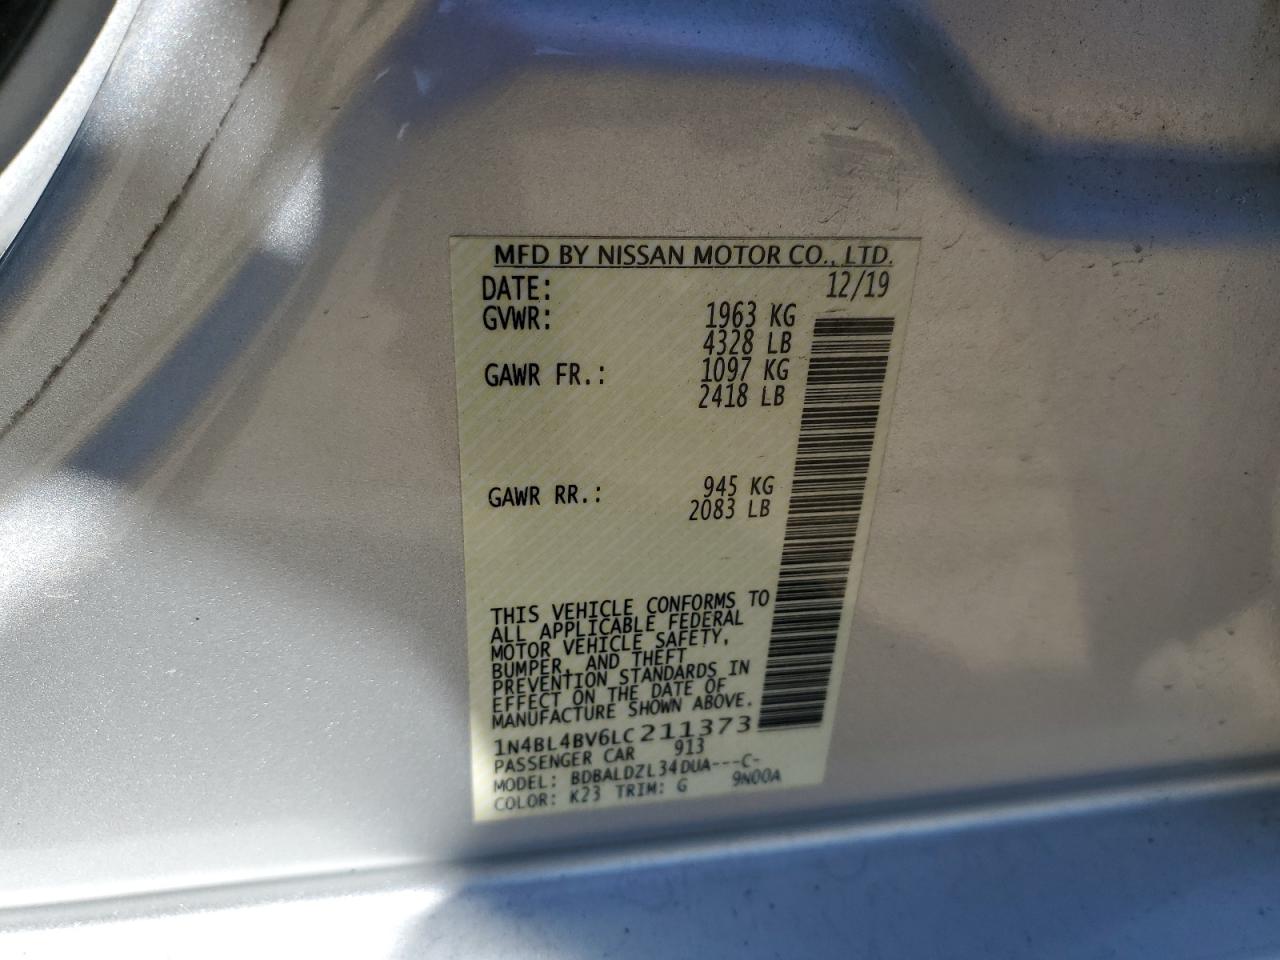 MFD BY NISSAN MOTOR CO., LTD.
DATE: 12/19
GVWR: 1963 KG
4328 LB
GAWR FR.: 1097 KG
2418 LB
GAWR RR.: 945 KG
2083 LB
THIS VEHICLE CONFORMS TO
ALL APPLICABLE FEDERAL
MOTOR VEHICLE SAFETY,
BUMPER, AND THEFT
PREVENTION STANDARDS IN
EFFECT ON THE DATE OF
MANUFACTURE SHOWN ABOVE.
1N4BL4BV6LC211373
PASSENGER CAR 913
MODEL: BDBALDZL34DUA---C-
COLOR: K23 TRIM: G 9N00A